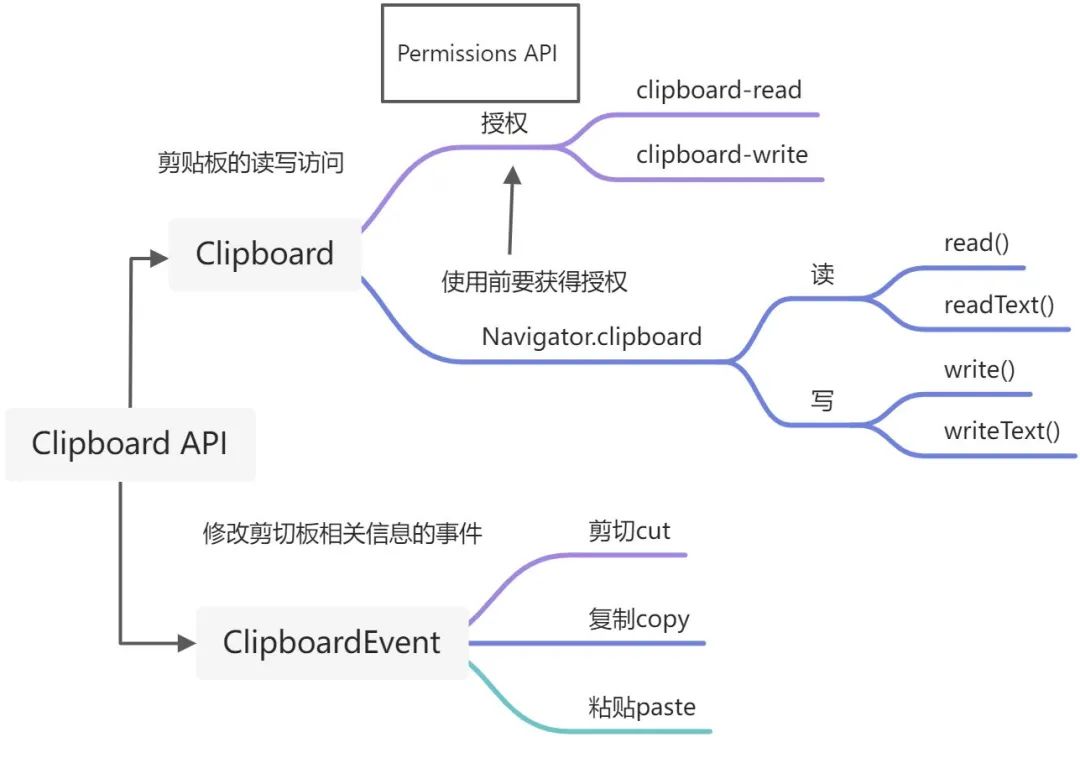 Permissions API
授权
clipboard-read
clipboard-write
剪贴板的读写访问
Clipboard
使用前要获得授权
Navigator.clipboard
读
read()
readText()
写
write()
writeText()
Clipboard API
修改剪切板相关信息的事件
ClipboardEvent
剪切cut
复制copy
粘贴paste